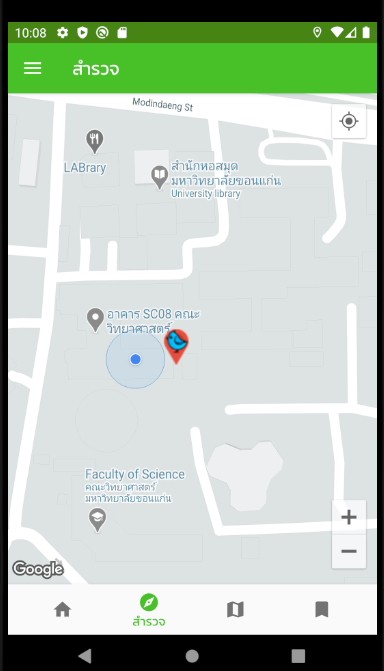 10:08
สำรวจ
Modindaeng St
LABrary
สำนักหอสมุด
มหาวิทยาลัยขอนแก่น
University library
อาคาร SC08 คณะ
วิทยาศาสตร์
Faculty of Science
คณะวิทยาศาสตร์
มหาวิทยาลัยขอนแก่น
Google
สำรวจ